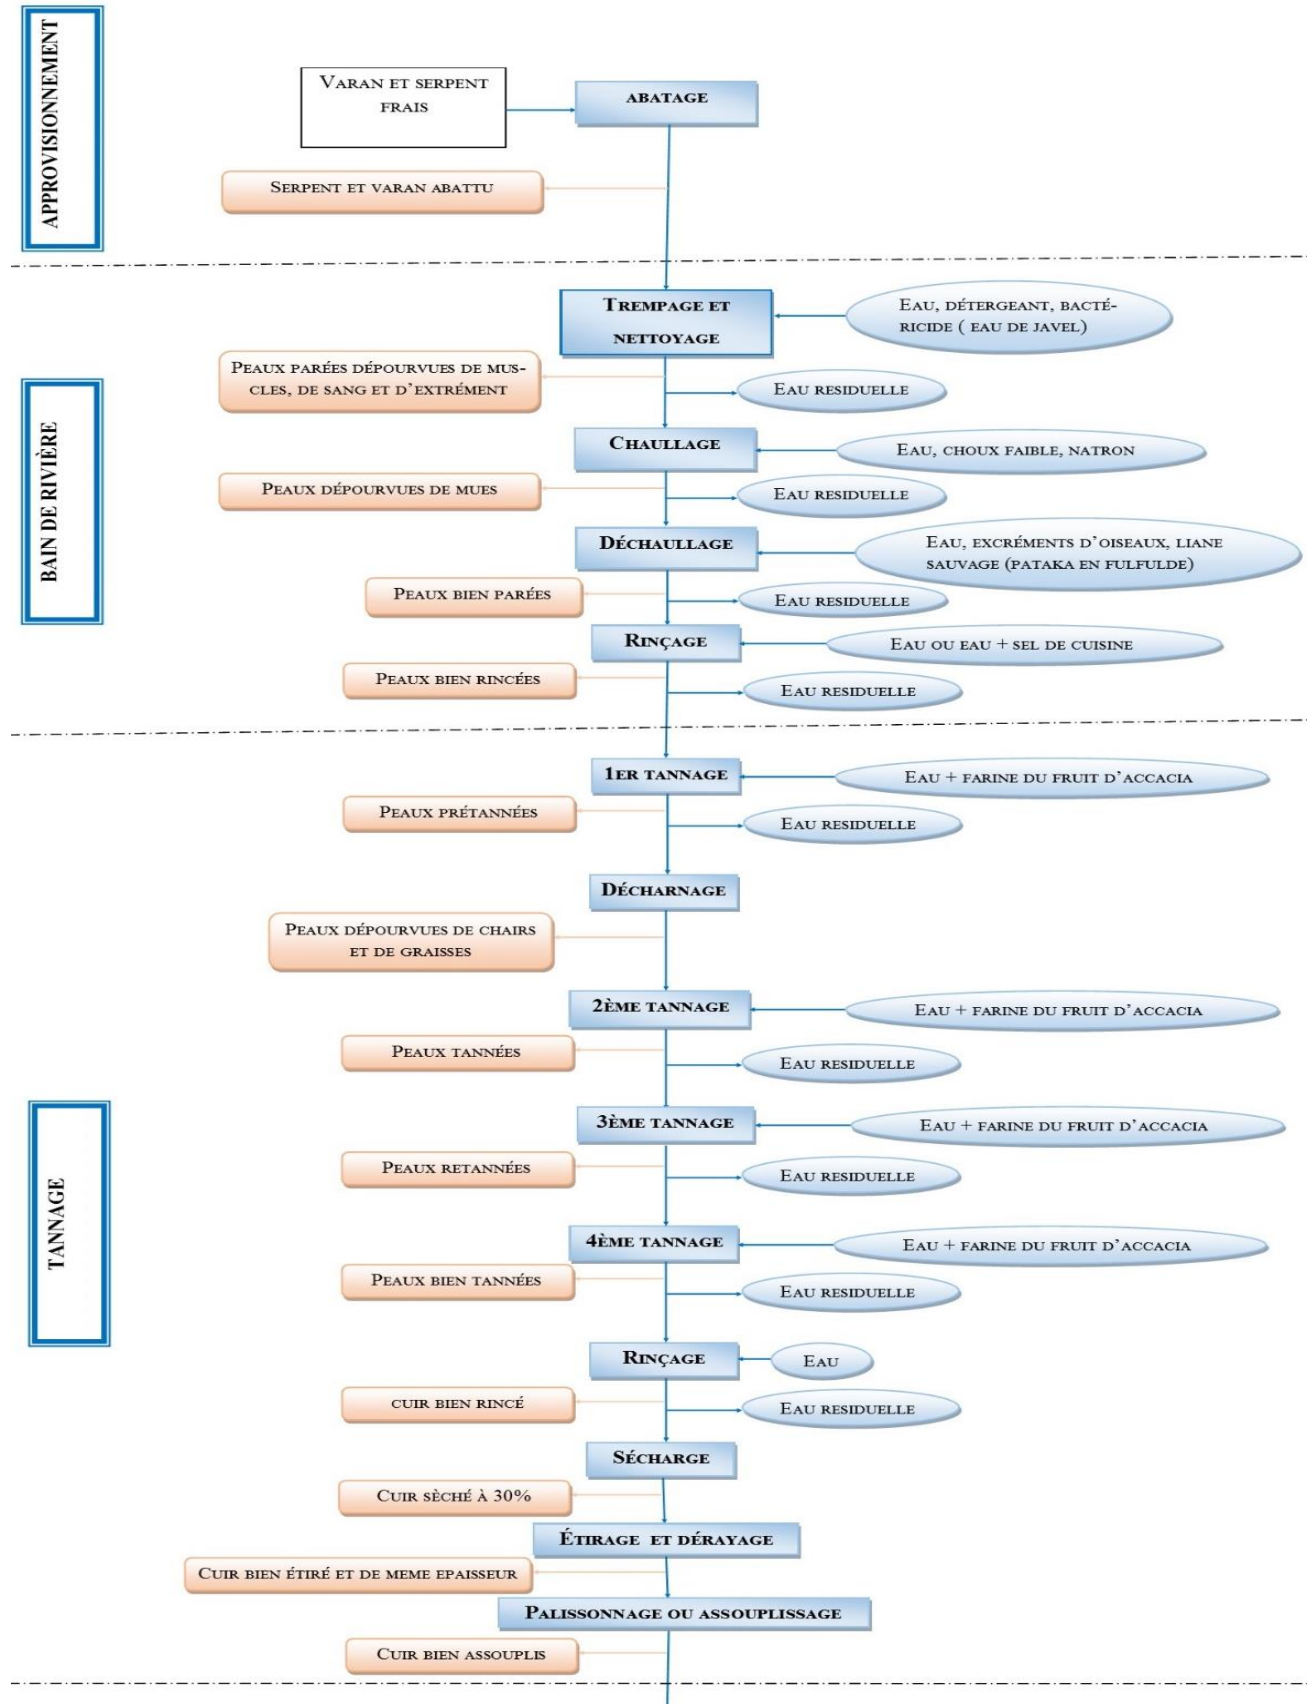 APPROVISIONNEMENT
VARAN ET SERPENT
FRAIS
ABATAGE
SERPENT ET VARAN ABATTU
BAIN DE RIVIÈRE
TREMPAGE ET
NETTOYAGE
EAU, DÉTERGEANT, BACTÉ-
RICIDE ( EAU DE JAVEL)
PEAUX PARÉES DÉPOURVUES DE MUS-
CLES, DE SANG ET D'EXTRÉMENT
EAU RESIDUELLE
CHAULLAGE
EAU, CHOUX FAIBLE, NATRON
PEAUX DÉPOURVUES DE MUES
EAU RESIDUELLE
DÉCHAULLAGE
EAU, EXCRÉMENTS D'OISEAUX, LIANE
SAUVAGE (PATAKA EN FULFULDE)
PEAUX BIEN PARÉES
EAU RESIDUELLE
RINÇAGE
EAU OU EAU + SEL DE CUISINE
PEAUX BIEN RINCÉES
EAU RESIDUELLE
TANNAGE
1ER TANNAGE
EAU + FARINE DU FRUIT D'ACCACIA
PEAUX PRÉTANNÉES
EAU RESIDUELLE
DÉCHARNAGE
PEAUX DÉPOURVUES DE CHAIRS
ET DE GRAISSES
2ÈME TANNAGE
EAU + FARINE DU FRUIT D'ACCACIA
PEAUX TANNÉES
EAU RESIDUELLE
3ÈME TANNAGE
EAU + FARINE DU FRUIT D'ACCACIA
PEAUX RETANNÉES
EAU RESIDUELLE
4ÈME TANNAGE
EAU + FARINE DU FRUIT D'ACCACIA
PEAUX BIEN TANNÉES
EAU RESIDUELLE
RINÇAGE
EAU
CUIR BIEN RINCÉ
EAU RESIDUELLE
SÉCHARGE
CUIR SÈCHÉ À 30%
ÉTIRAGE ET DÉRAYAGE
CUIR BIEN ÉTIRÉ ET DE MEME EPAISSEUR
PALISSONNAGE OU ASSOUPLISSAGE
CUIR BIEN ASSOUPLIS